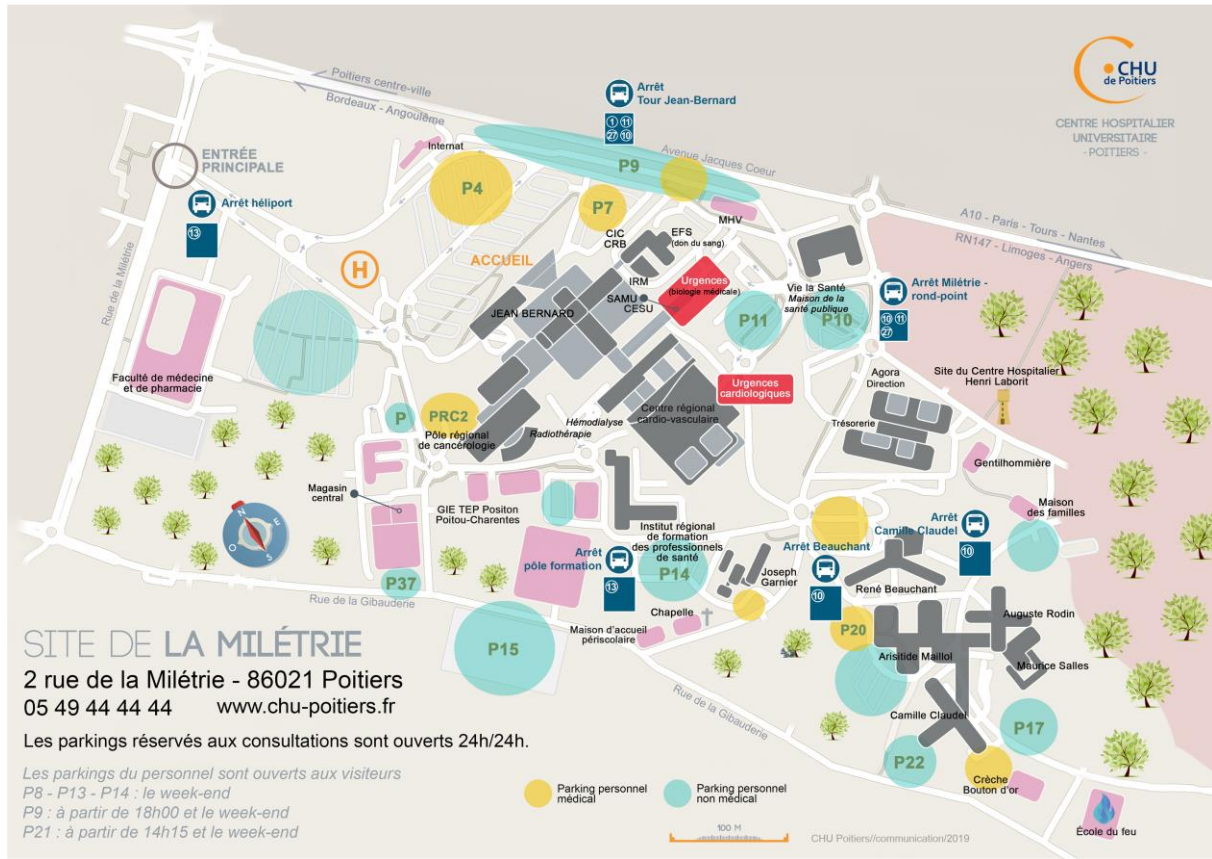 Poitiers centre-ville
Bordeaux - Angoulême
Arrêt
Tour Jean-Bernard
1 11
27 10
CHU
de Poitiers
CENTRE HOSPITALIER
UNIVERSITAIRE
- POITIERS -
ENTRÉE
PRINCIPALE
Internat
Avenue Jacques Coeur
P9
P4
P7
Arrêt héliport
13
MHV
A10 - Paris - Tours - Nantes
RN147 - Limoges - Angers
CIC
CRB
EFS
(don du sang)
H
ACCUEIL
IRM
Urgences
(biologie médicale)
SAMU
CESU
Vie la Santé
Maison de la
santé publique
Arrêt Milétrie -
rond-point
10 11
27
Rue de la Milétrie
JEAN BERNARD
P11
P10
Faculté de médecine
et de pharmacie
Urgences
cardiologiques
Agora
Direction
Site du Centre Hospitalier
Henri Laborit
P
PRC2
Pôle régional
de cancérologie
Radiothérapie
Hémodialyse
Centre régional
cardio-vasculaire
Trésorerie
Gentilhommière
Magasin
central
GIE TEP Positon
Poitou-Charentes
Maison
des familles
N
E
S
O
Institut régional
de formation
des professionnels
de santé
Arrêt
Camille Claudel
10
Arrêt
pôle formation
13
Arrêt Beauchant
10
P14
Joseph
Garnier
René Beauchant
P37
Rue de la Gibauderie
Chapelle
Maison d'accueil
périscolaire
P15
P20
Auguste Rodin
Arisitide Maillol
Maurice Salles
Rue de la Gibauderie
Camille Claudel
P17
P22
Crèche
Bouton d'or
École du feu
SITE DE LA MILÉTRIE
2 rue de la Milétrie - 86021 Poitiers
05 49 44 44 44 www.chu-poitiers.fr
Les parkings réservés aux consultations sont ouverts 24h/24h.
Les parkings du personnel sont ouverts aux visiteurs
P8 - P13 - P14 : le week-end
P9 : à partir de 18h00 et le week-end
P21 : à partir de 14h15 et le week-end
Parking personnel
médical
Parking personnel
non médical
100 M
CHU Poitiers//communication/2019